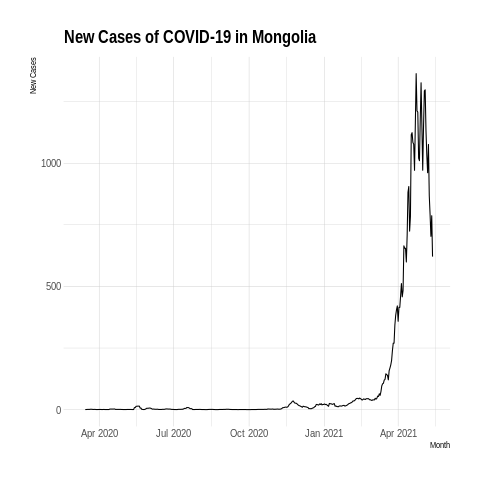 New Cases of COVID-19 in Mongolia
New Cases
1000
500
0
Apr 2020
Jul 2020
Oct 2020
Jan 2021
Apr 2021
Month